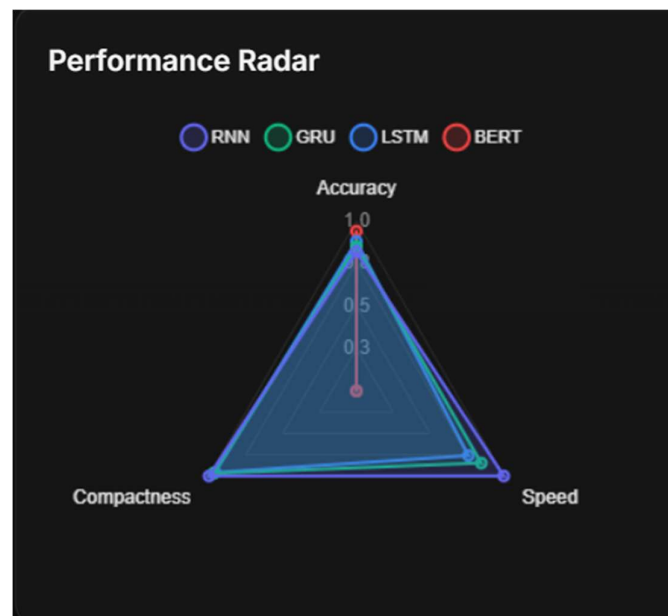 Performance Radar
RNN GRU LSTM BERT
Accuracy
1.0
0.5
0.3
Compactness Speed